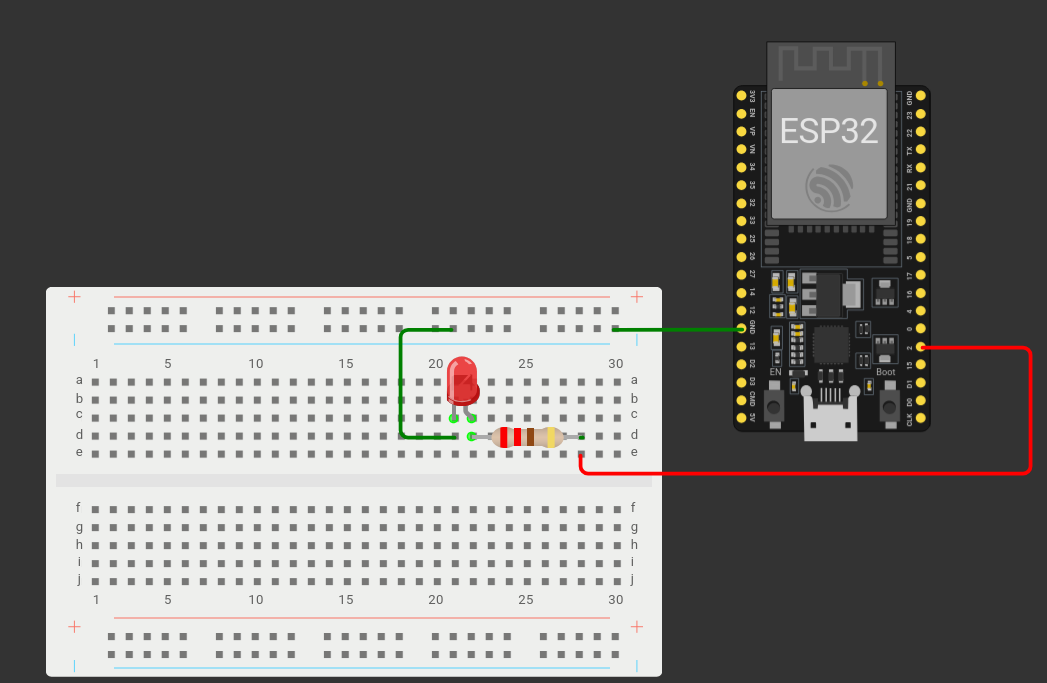 ESP32
3V3
EN
VP
VN
34
35
32
33
25
26
27
14
12
GND
13
D2
D3
CMD
5V
GND
23
22
TX
RX
21
GND
19
18
5
17
16
4
0
2
15
D1
D0
CLK
EN
Boot
+ +
1 5 10 15 20 25 30
a a
b b
c c
d d
e e
f f
g g
h h
i i
j j
1 5 10 15 20 25 30
+ +